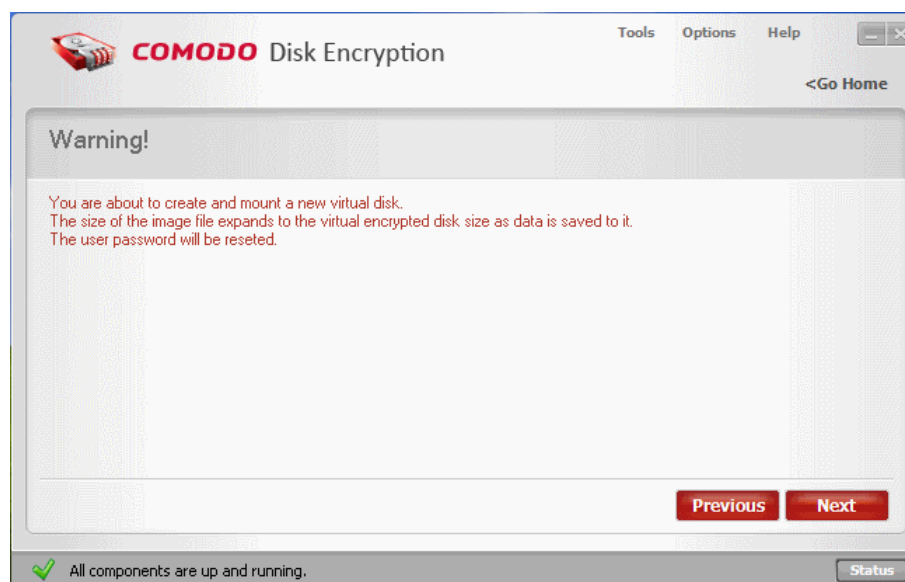 Tools Options Help
COMODO Disk Encryption
<Go Home
Warning!
You are about to create and mount a new virtual disk.
The size of the image file expands to the virtual encrypted disk size as data is saved to it.
The user password will be reseted.
Previous Next
All components are up and running. Status